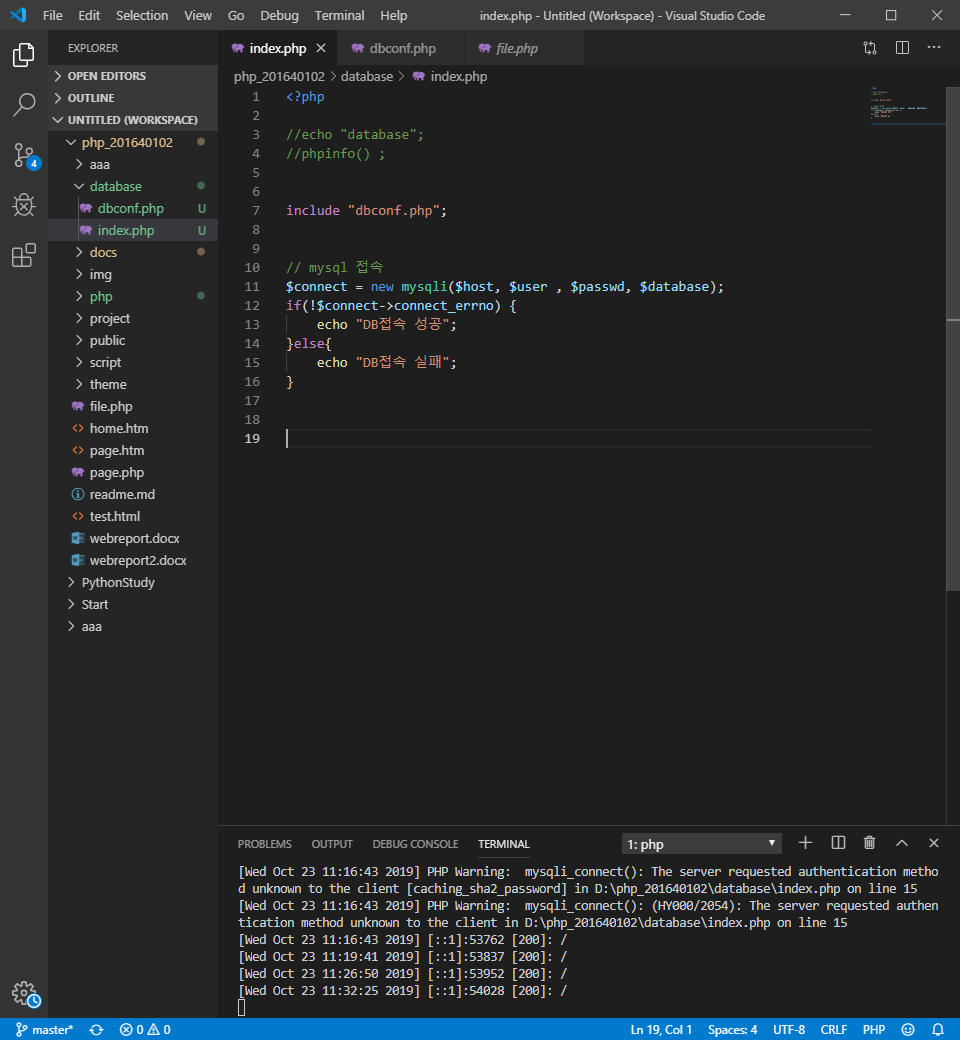 File Edit Selection View Go Debug Terminal Help index.php - Untitled (Workspace) - Visual Studio Code
EXPLORER
OPEN EDITORS
OUTLINE
UNTITLED (WORKSPACE)
php_201640102
aaa
database
dbconf.php U
index.php U
docs
img
php
project
public
script
theme
file.php
home.htm
page.htm
page.php
readme.md
test.html
webreport.docx
webreport2.docx
PythonStudy
Start
aaa
4
index.php dbconf.php file.php
php_201640102 > database > index.php
1 <?php
2
3 //echo "database";
4 //phpinfo() ;
5
6
7 include "dbconf.php";
8
9
10 // mysql 접속
11 $connect = new mysqli($host, $user , $passwd, $database);
12 if(!$connect->connect_errno) {
13 echo "DB접속 성공";
14 }else{
15 echo "DB접속 실패";
16 }
17
18
19
PROBLEMS OUTPUT DEBUG CONSOLE TERMINAL 1: php
[Wed Oct 23 11:16:43 2019] PHP Warning:  mysqli_connect(): The server requested authentication metho
d unknown to the client [caching_sha2_password] in D:\php_201640102\database\index.php on line 15
[Wed Oct 23 11:16:43 2019] PHP Warning:  mysqli_connect(): (HY000/2054): The server requested authen
tication method unknown to the client in D:\php_201640102\database\index.php on line 15
[Wed Oct 23 11:16:43 2019] [::1]:53762 [200]: /
[Wed Oct 23 11:19:41 2019] [::1]:53837 [200]: /
[Wed Oct 23 11:26:50 2019] [::1]:53952 [200]: /
[Wed Oct 23 11:32:25 2019] [::1]:54028 [200]: /
master* 0 0 Ln 19, Col 1 Spaces: 4 UTF-8 CRLF PHP